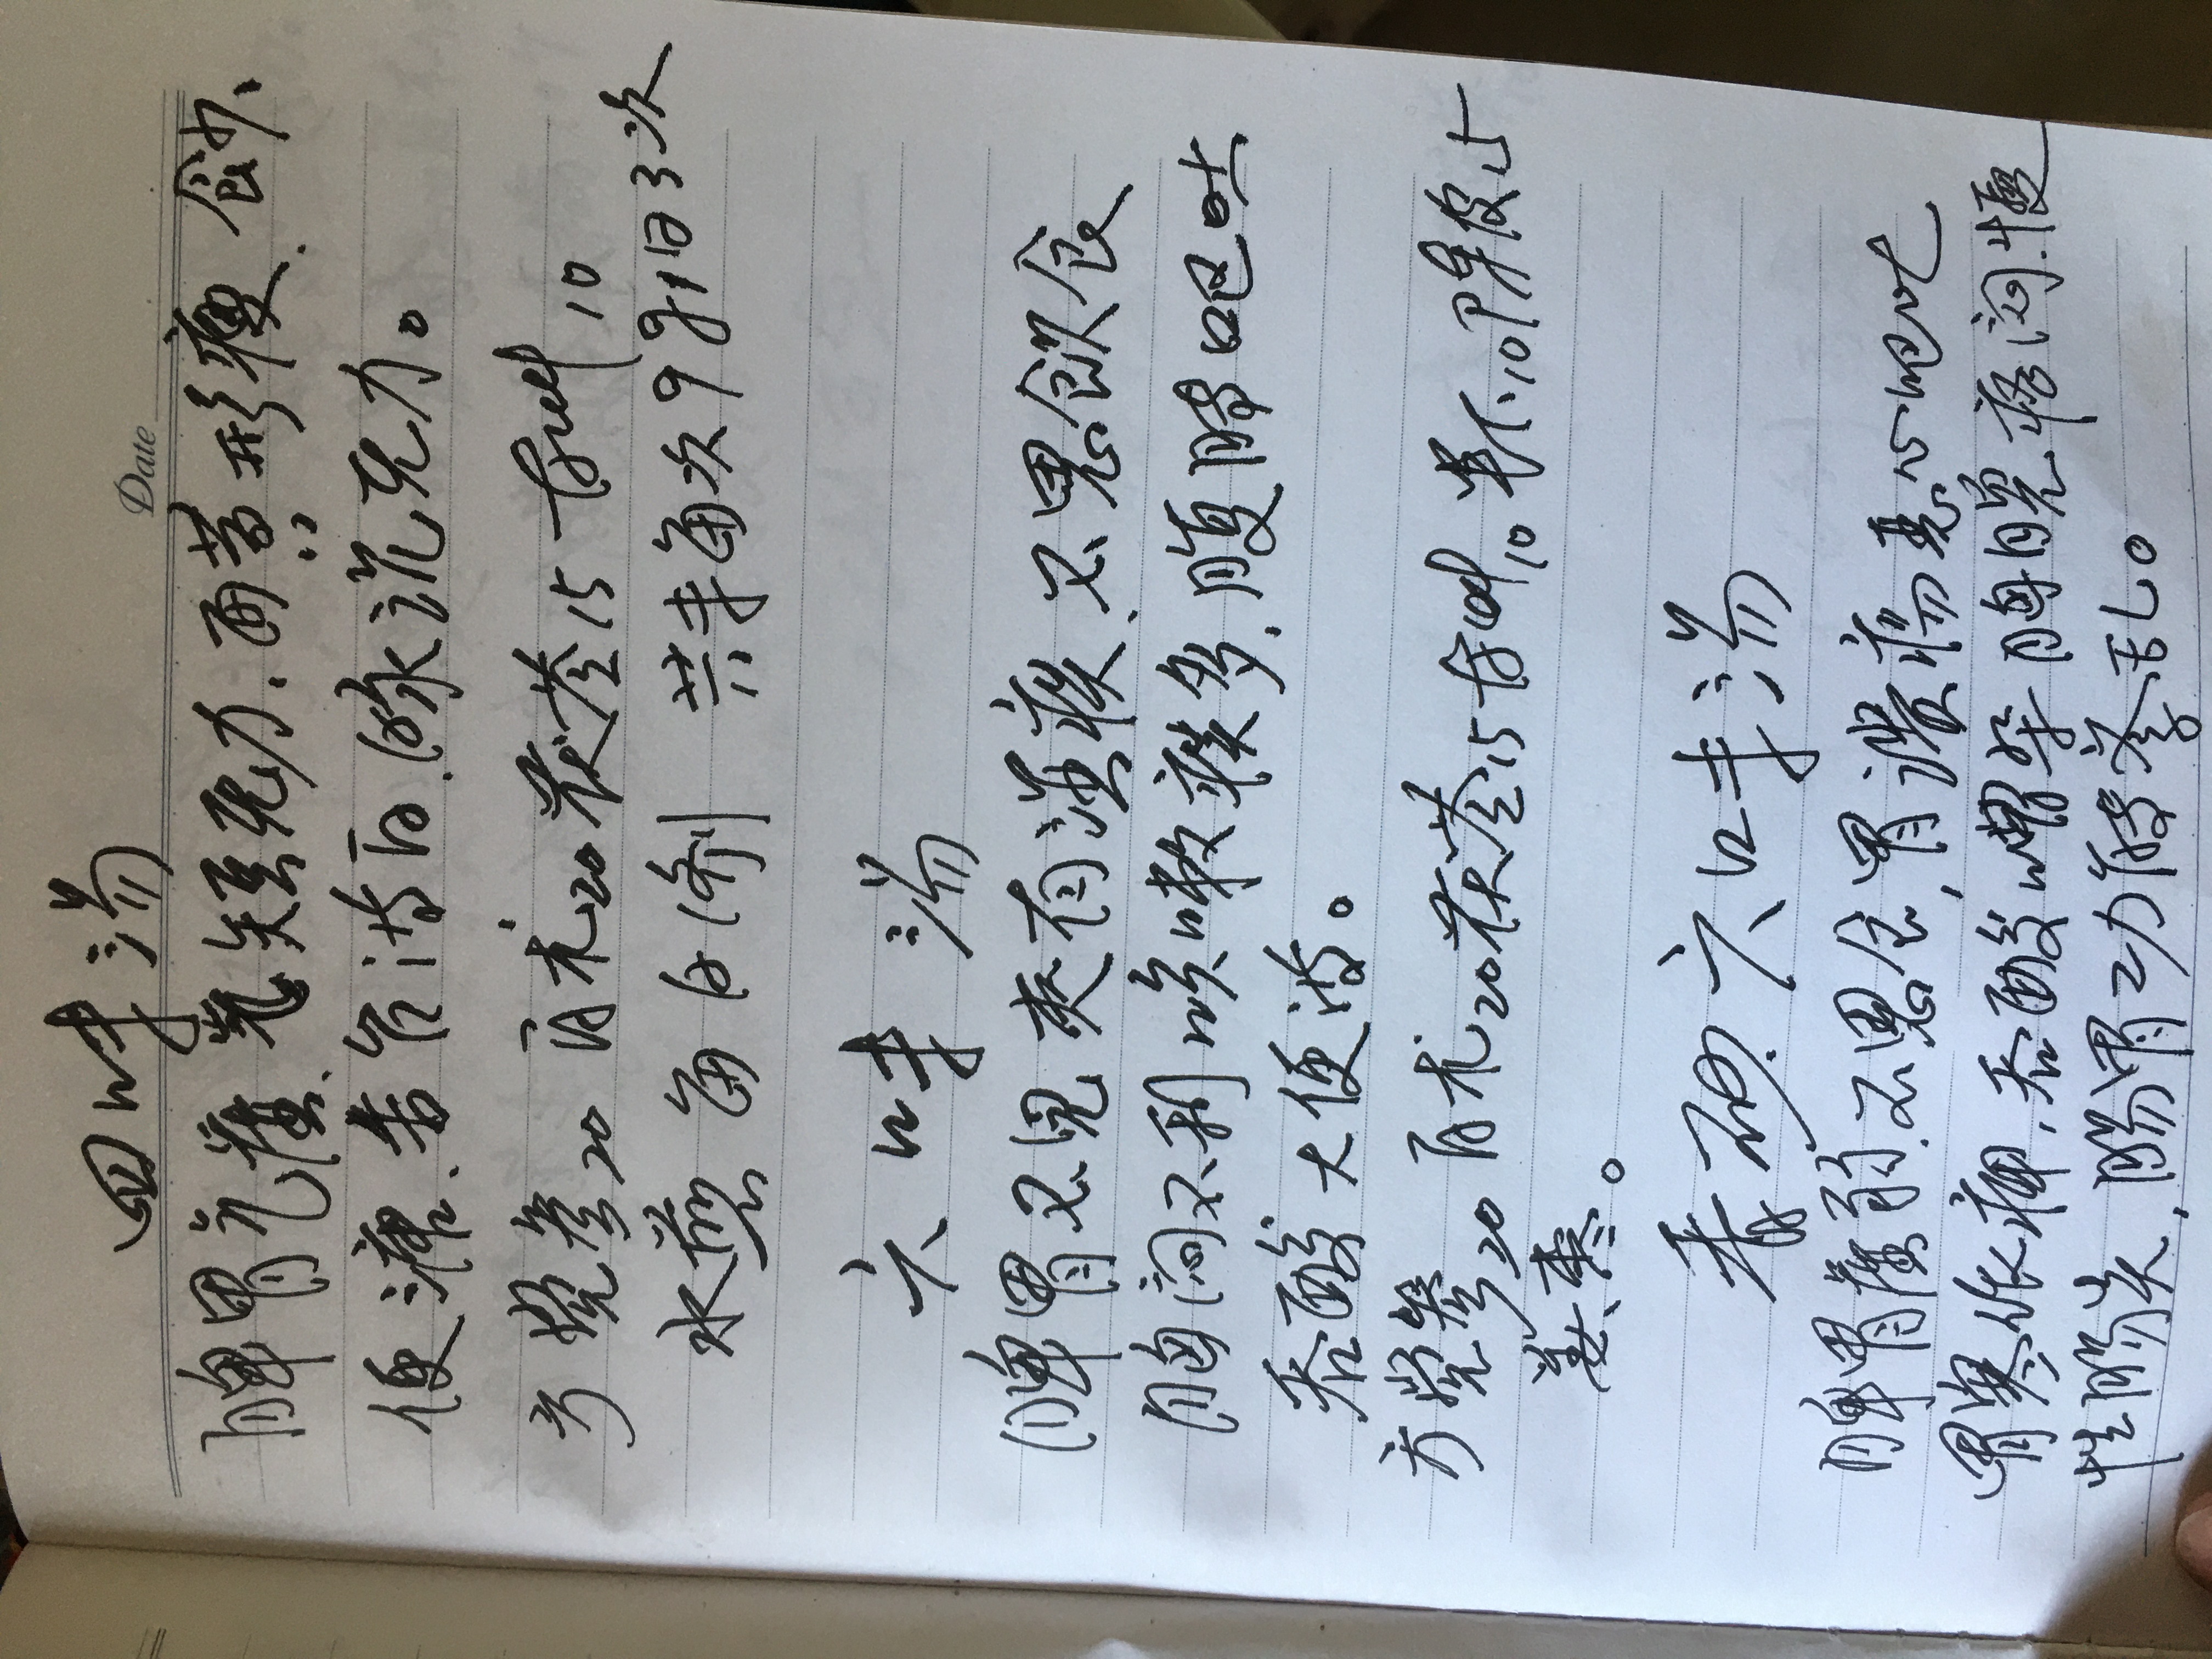 四味汤
Date
脾胃气虚、气短无力、面黄形瘦、食少、
便溏、舌台淡白、脉沉无力。
方 党参20 白术20 茯苓15 甘草10
水煎 每日1剂 共末每次9g,1日3次
六味汤
脾胃不足 夹有湿痰、不思飲食
胸闷不利 咳嗽痰多、腹胀呕吐
吞酸 大便溏。
方 党参20 白术20 茯苓15 甘草10 半下10 陈皮15
姜、枣。
香砂六味汤
脾胃虚弱、不思食,胃溃疡 恶心呕吐
胃寒 疼,吞酸嘈杂 胸脘痞闷、慢
性肠炎,肠胃功能紊乱。